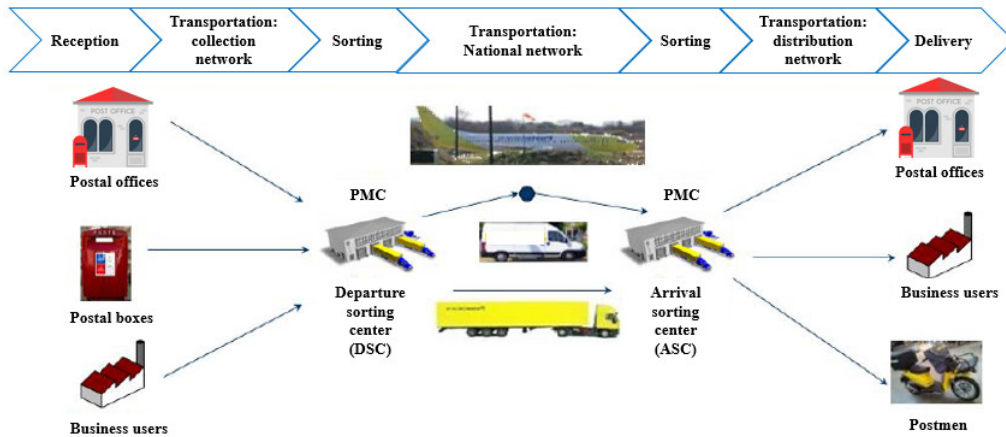 Reception
Transportation:
collection
network
Sorting
Transportation:
National network
Sorting
Transportation:
distribution
network
Delivery
POST OFFICE
Postal offices
POST OFFICE
Postal offices
PMC
PMC
Postal boxes
Departure
sorting
center
(DSC)
Arrival
sorting
center
(ASC)
Business users
Business users
Postmen